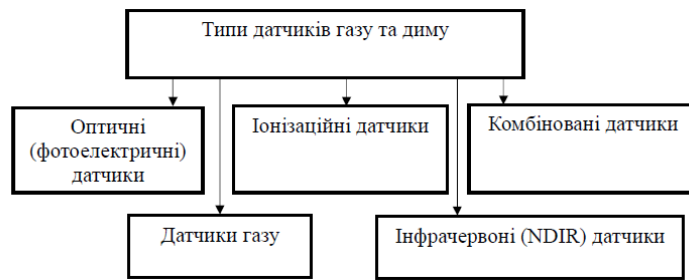 Типи датчиків газу та диму
Оптичні
(фотоелектричні)
датчики
Іонізаційні датчики
Комбіновані датчики
Датчики газу
Інфрачервоні (NDIR) датчики